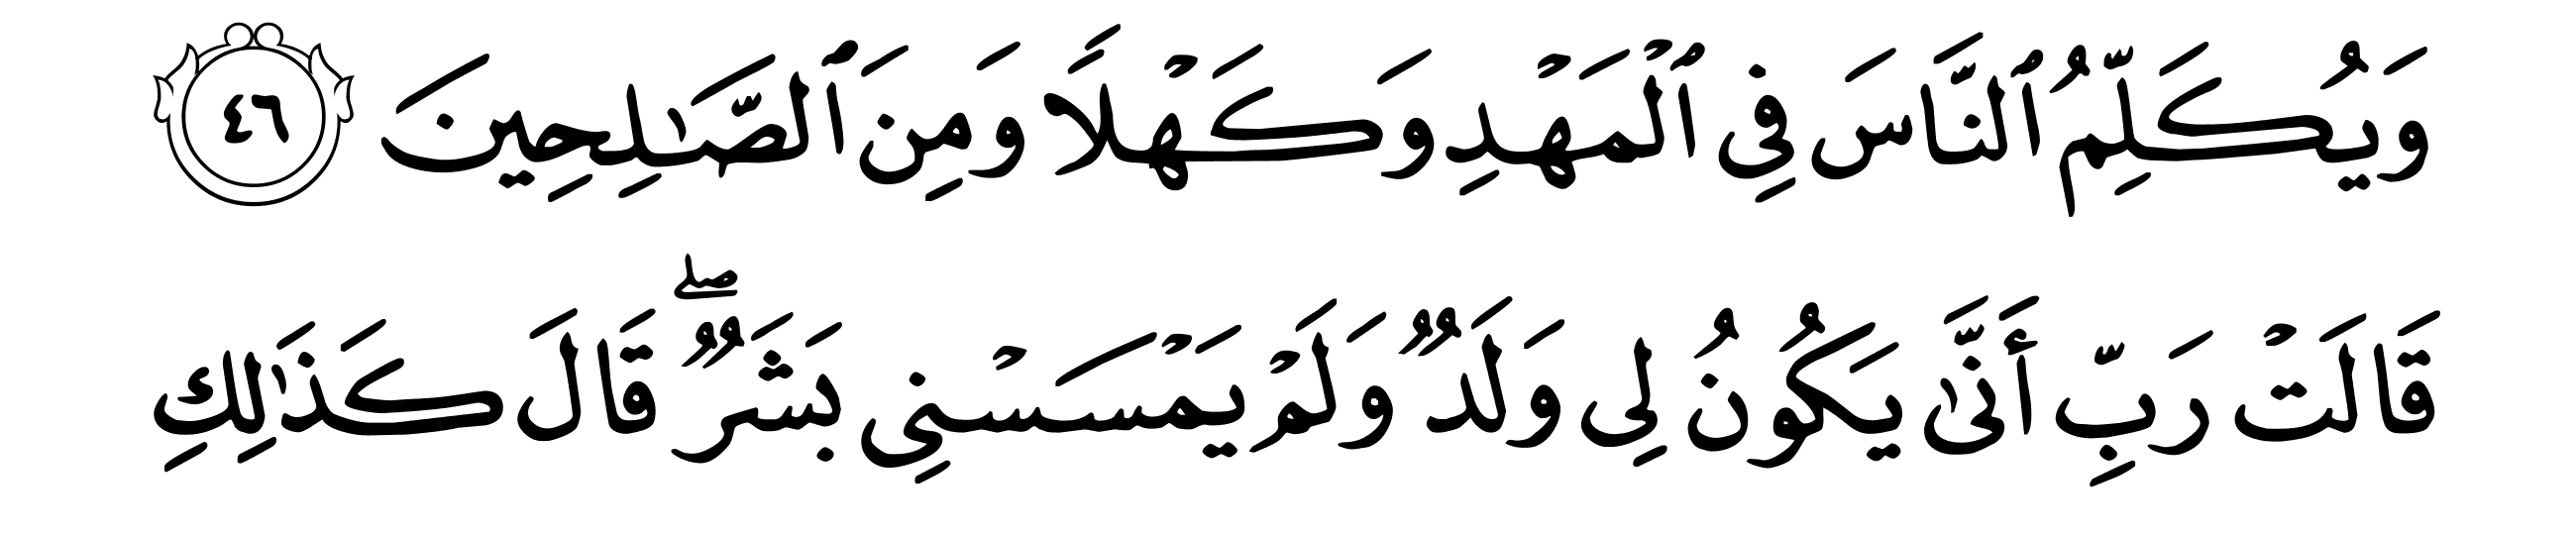 وَيُكَلِّمُ ٱلنَّاسَ فِي ٱلۡمَهۡدِ وَكَهۡلًا وَمِنَ ٱلصَّٰلِحِينَ ٤٦
قَالَتۡ رَبِّ أَنَّىٰ يَكُونُ لِي وَلَدٌ وَلَمۡ يَمۡسَسۡنِي بَشَرٌۖ قَالَ كَذَٰلِكِ